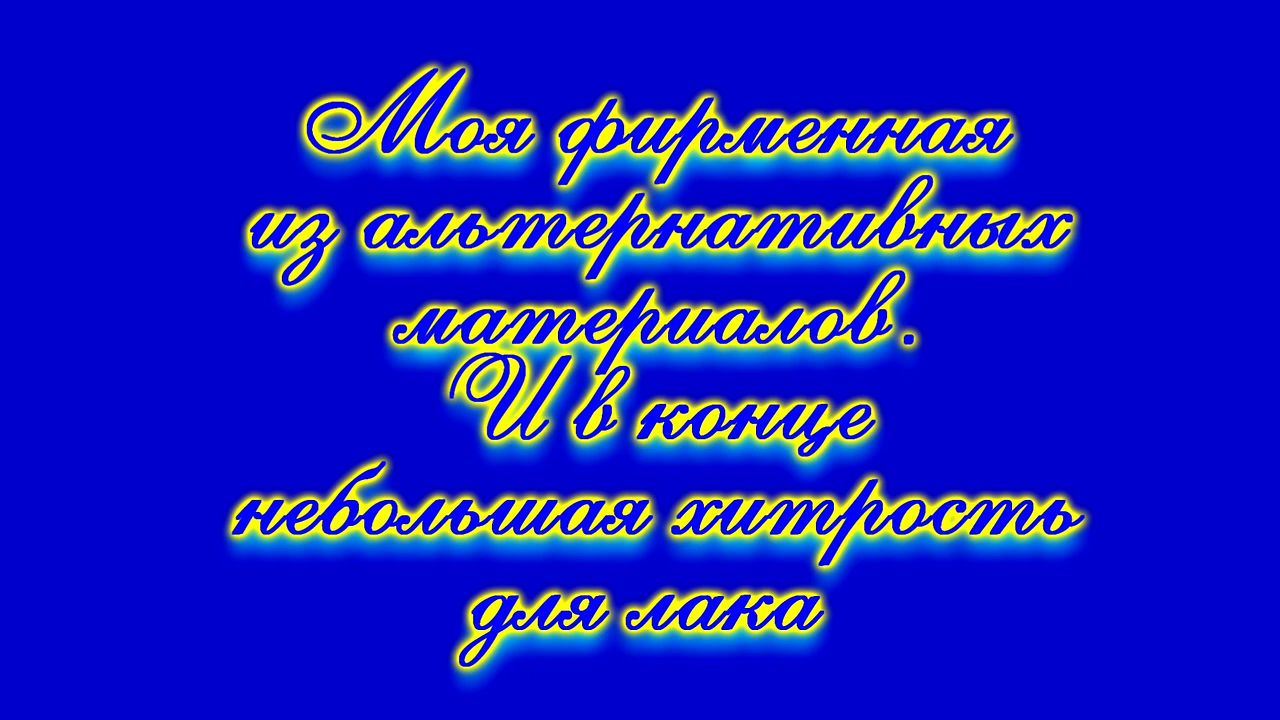 Моя фирменная
из альтернативных
материалов.
И в конце
небольшая хитрость
для лака